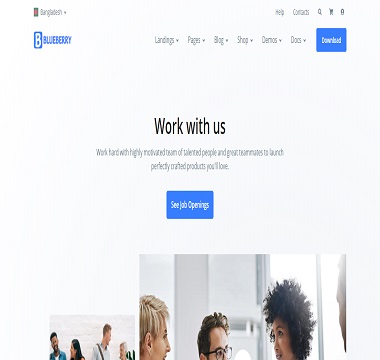 Bangladesh
Help
Contacts
BLUEBERRY
Landings
Pages
Blog
Shop
Demos
Docs
Download
Work with us
Work hard with highly motivated team of talented people and great teammates to launch
perfectly crafted products you'll love.
See Job Openings